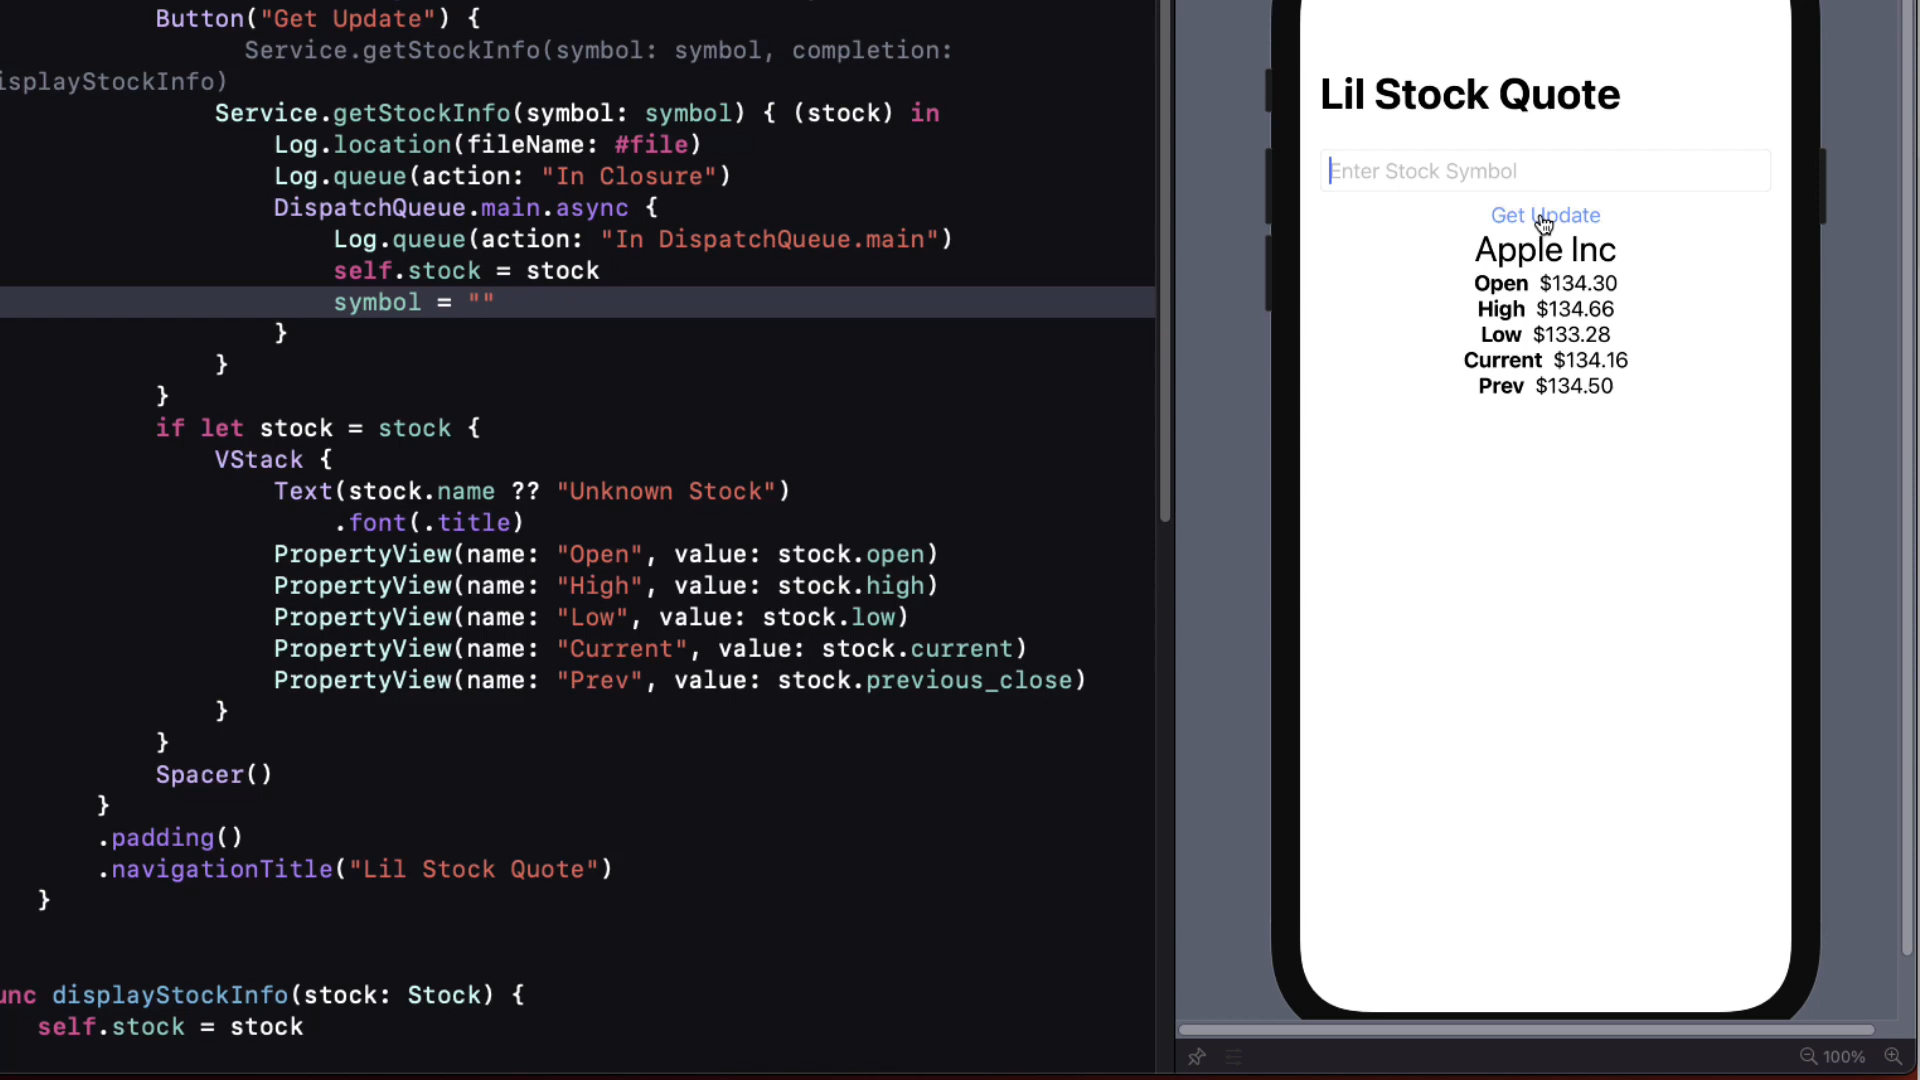 Button("Get Update") {
Service.getStockInfo(symbol: symbol, completion:
isplayStockInfo)
Service.getStockInfo(symbol: symbol) { (stock) in
Log.location(fileName: #file)
Log.queue(action: "In Closure")
DispatchQueue.main.async {
Log.queue(action: "In DispatchQueue.main")
self.stock = stock
symbol = ""
}
}
}
if let stock = stock {
VStack {
Text(stock.name ?? "Unknown Stock")
.font(.title)
PropertyView(name: "Open", value: stock.open)
PropertyView(name: "High", value: stock.high)
PropertyView(name: "Low", value: stock.low)
PropertyView(name: "Current", value: stock.current)
PropertyView(name: "Prev", value: stock.previous_close)
}
}
Spacer()
}
.padding()
.navigationTitle("Lil Stock Quote")
}
unc displayStockInfo(stock: Stock) {
self.stock = stock
Lil Stock Quote
Enter Stock Symbol
Get Update
Apple Inc
Open $134.30
High $134.66
Low $133.28
Current $134.16
Prev $134.50
100%